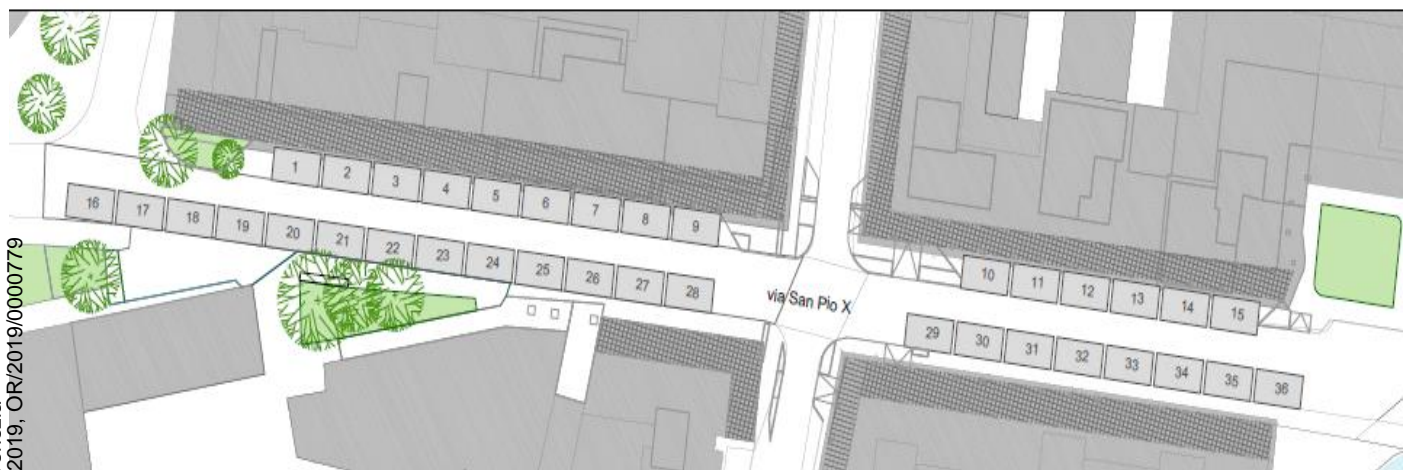 1 2 3 4 5 6 7 8 9
16 17 18 19 20 21 22 23 24 25 26 27 28
via San Pio X
10 11 12 13 14 15
29 30 31 32 33 34 35 36
2019, OR/2019/00000779